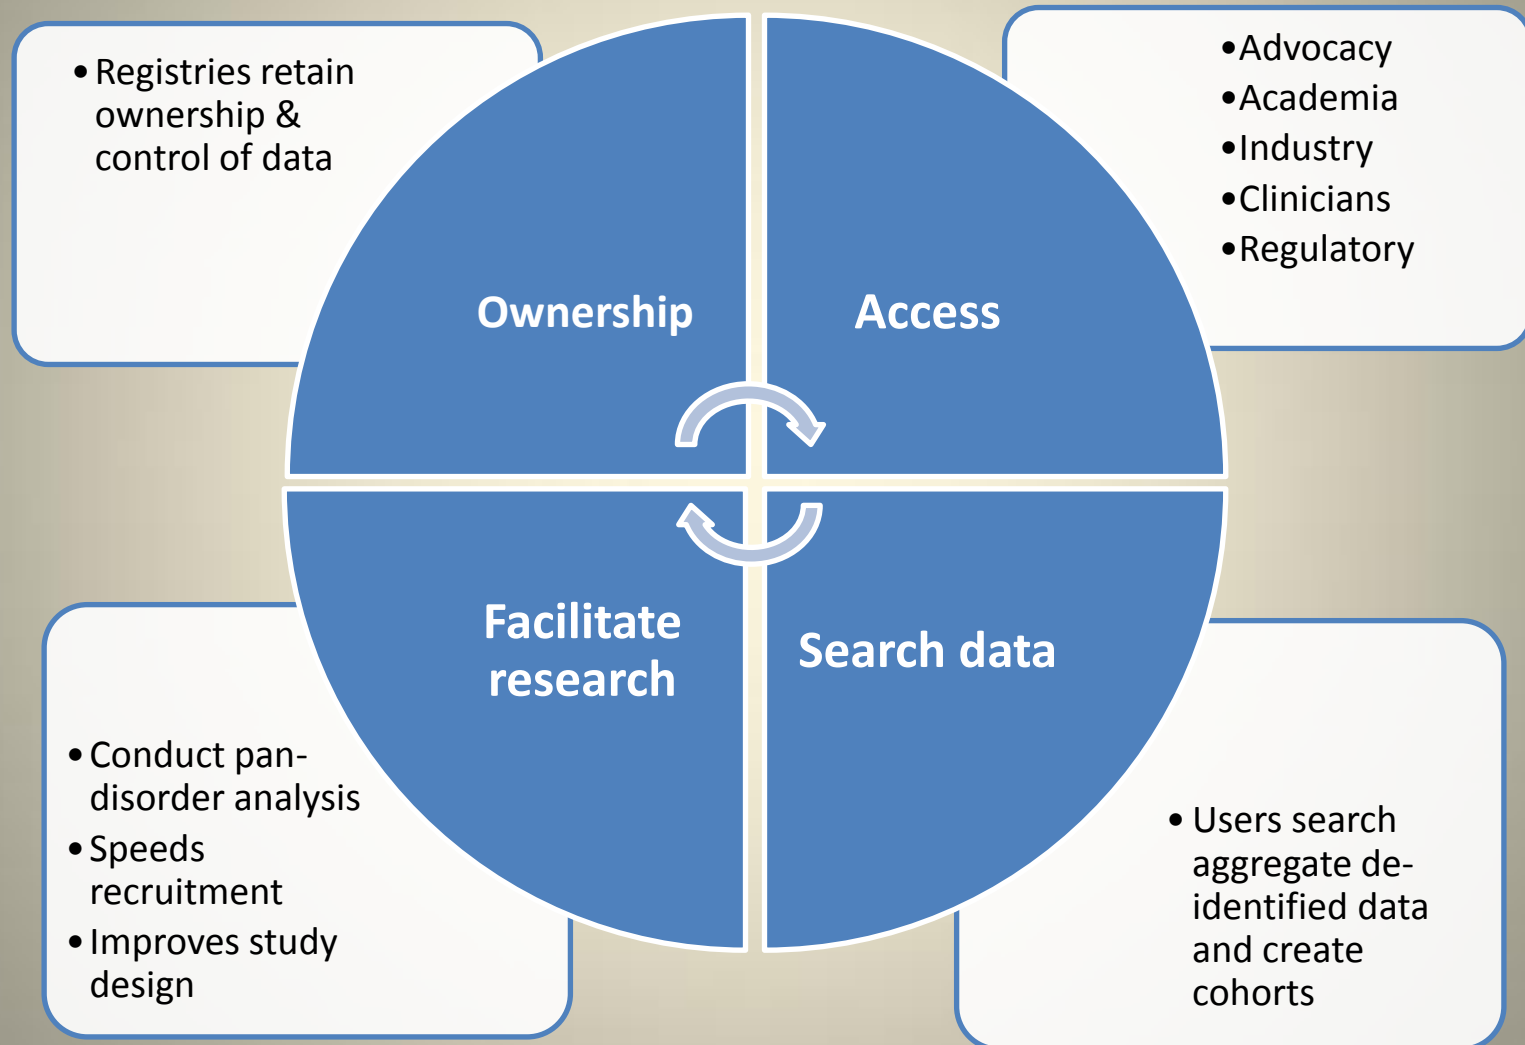 • Registries retain
ownership &
control of data
•Advocacy
•Academia
•Industry
•Clinicians
•Regulatory
Ownership
Access
Facilitate
research
Search data
• Conduct pan-
disorder analysis
• Speeds
recruitment
• Improves study
design
• Users search
aggregate de-
identified data
and create
cohorts